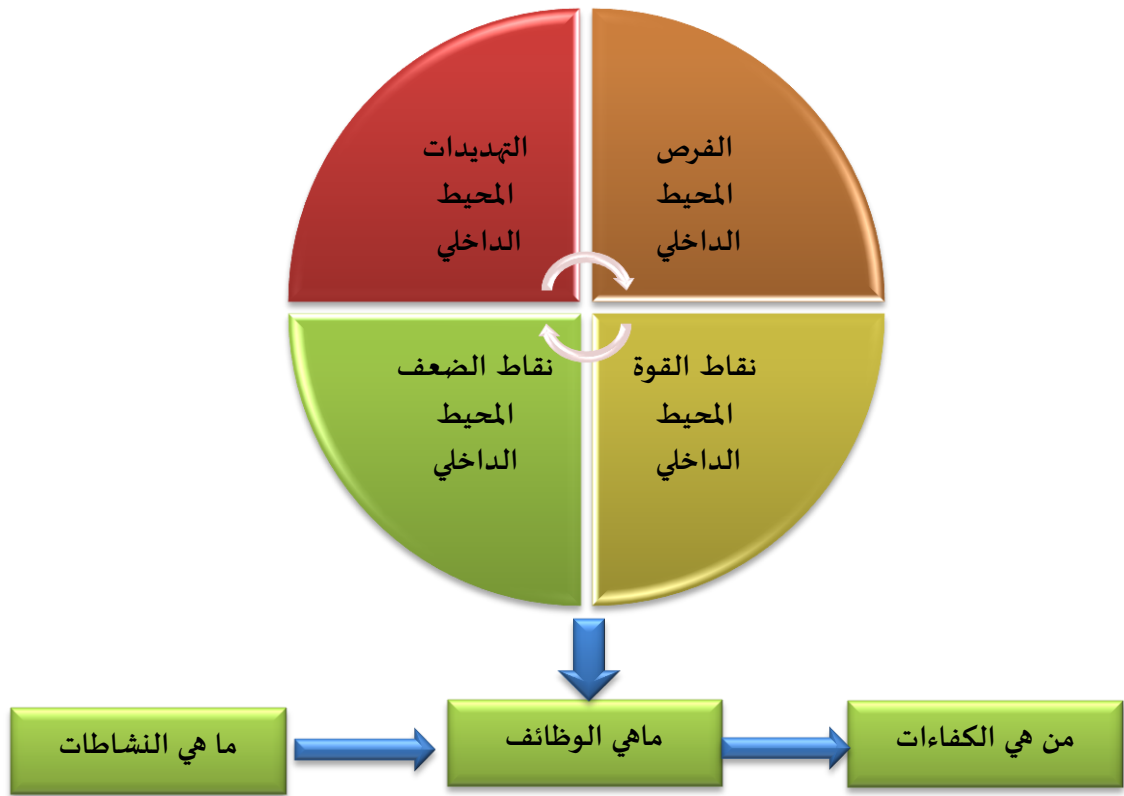 الفرص
المحيط
الداخلي
التهديدات
المحيط
الداخلي
نقاط القوة
المحيط
الداخلي
نقاط الضعف
المحيط
الداخلي
ما هي النشاطات
ماهي الوظائف
من هي الكفاءات